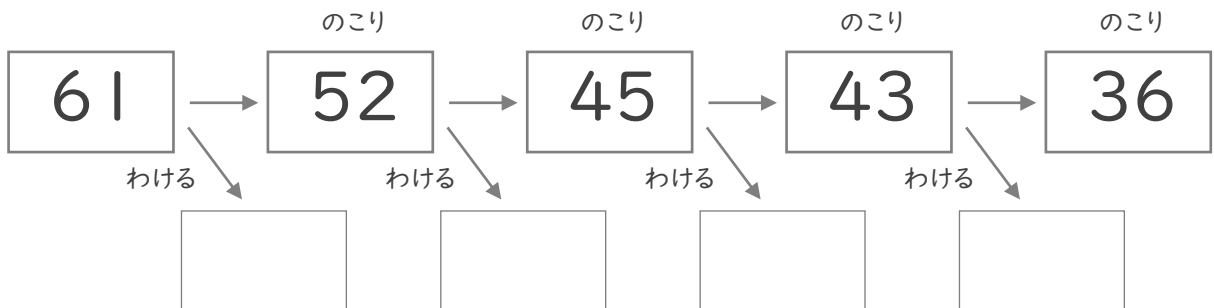 のこり のこり のこり のこり
61 52 45 43 36
わける わける わける わける